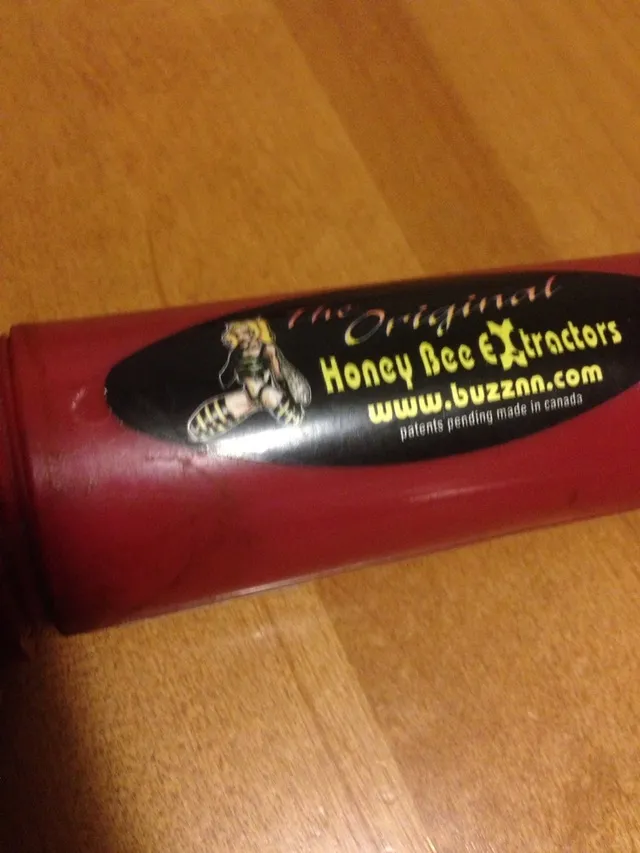 The Original
Honey Bee Extractors
www.buzznn.com
patents pending made in canada